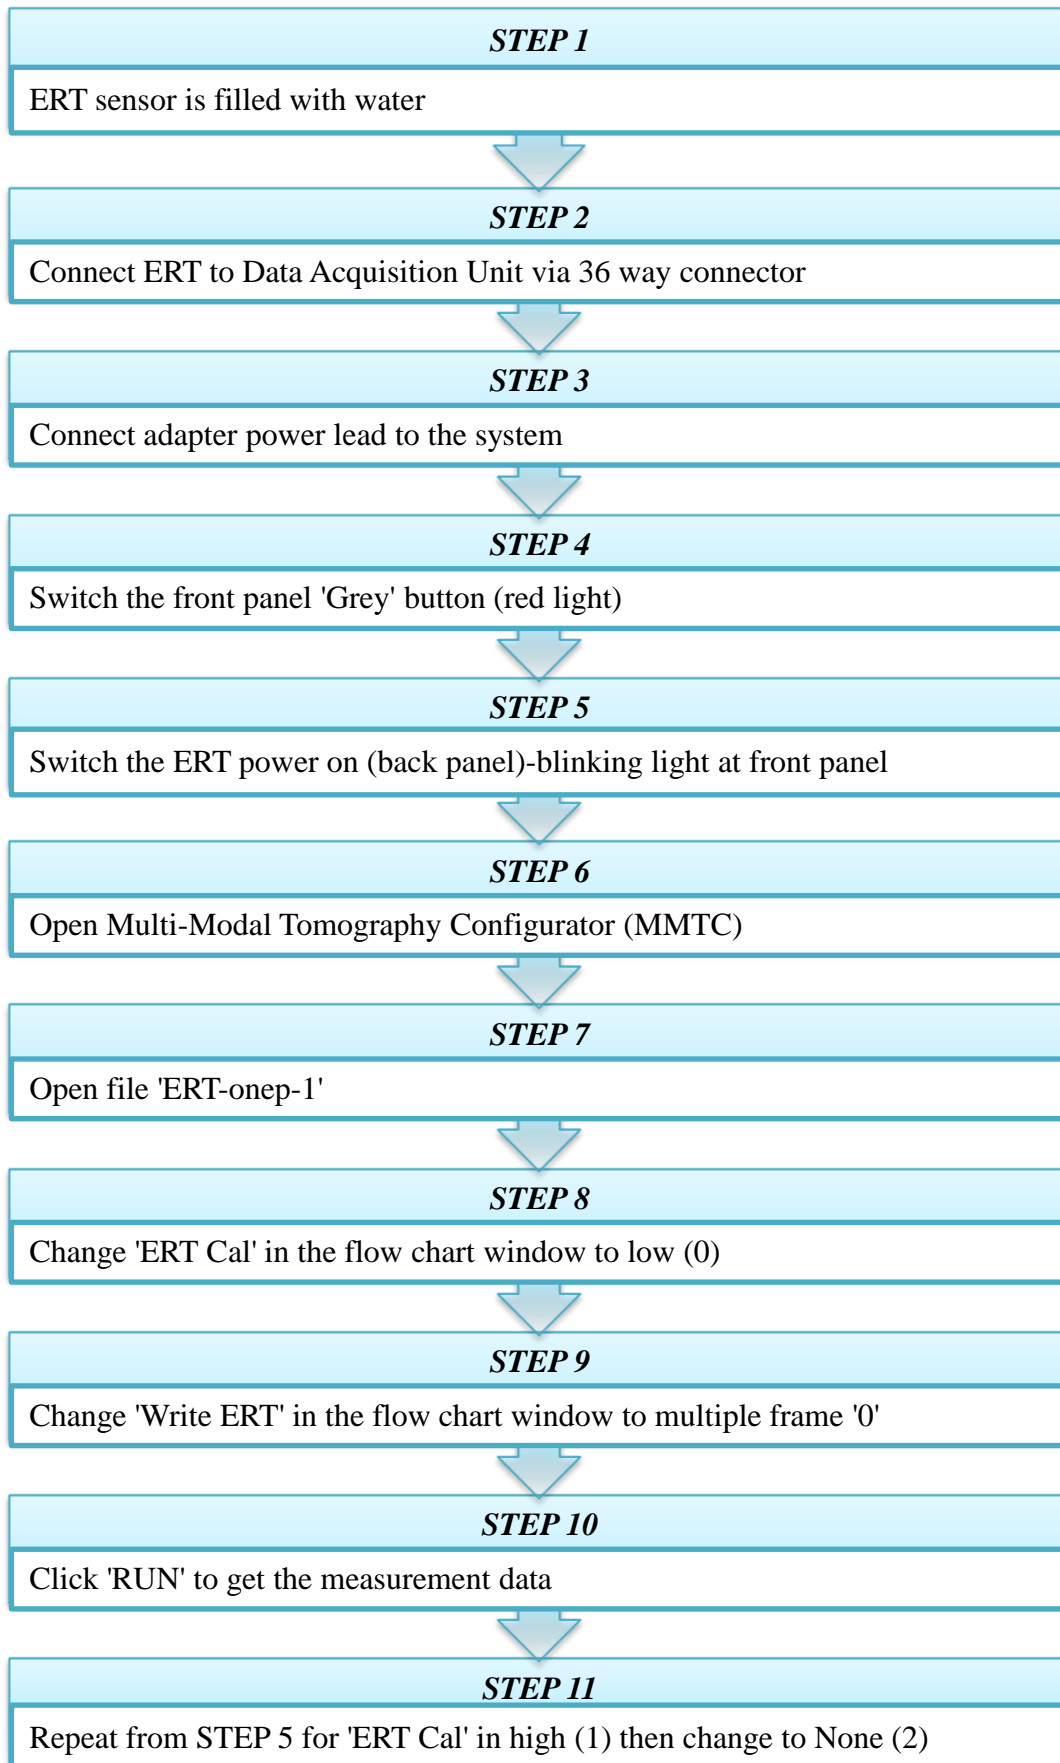 STEP 1
ERT sensor is filled with water
STEP 2
Connect ERT to Data Acquisition Unit via 36 way connector
STEP 3
Connect adapter power lead to the system
STEP 4
Switch the front panel 'Grey' button (red light)
STEP 5
Switch the ERT power on (back panel)-blinking light at front panel
STEP 6
Open Multi-Modal Tomography Configurator (MMTC)
STEP 7
Open file 'ERT-onep-1'
STEP 8
Change 'ERT Cal' in the flow chart window to low (0)
STEP 9
Change 'Write ERT' in the flow chart window to multiple frame '0'
STEP 10
Click 'RUN' to get the measurement data
STEP 11
Repeat from STEP 5 for 'ERT Cal' in high (1) then change to None (2)